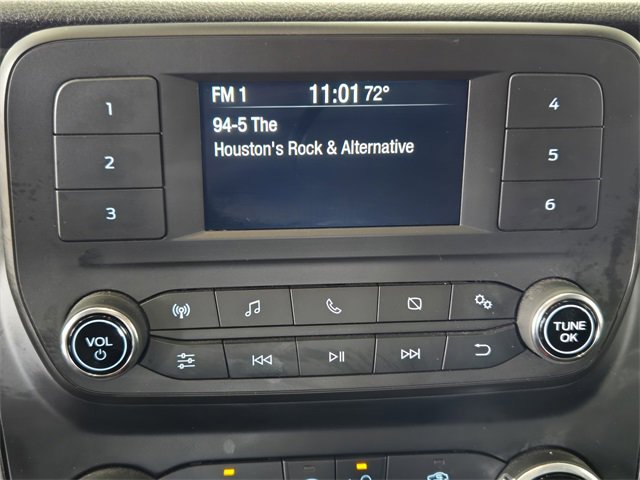 FM 1 11:01 72°
94-5 The
Houston's Rock & Alternative
1
2
3
4
5
6
VOL
TUNE
OK